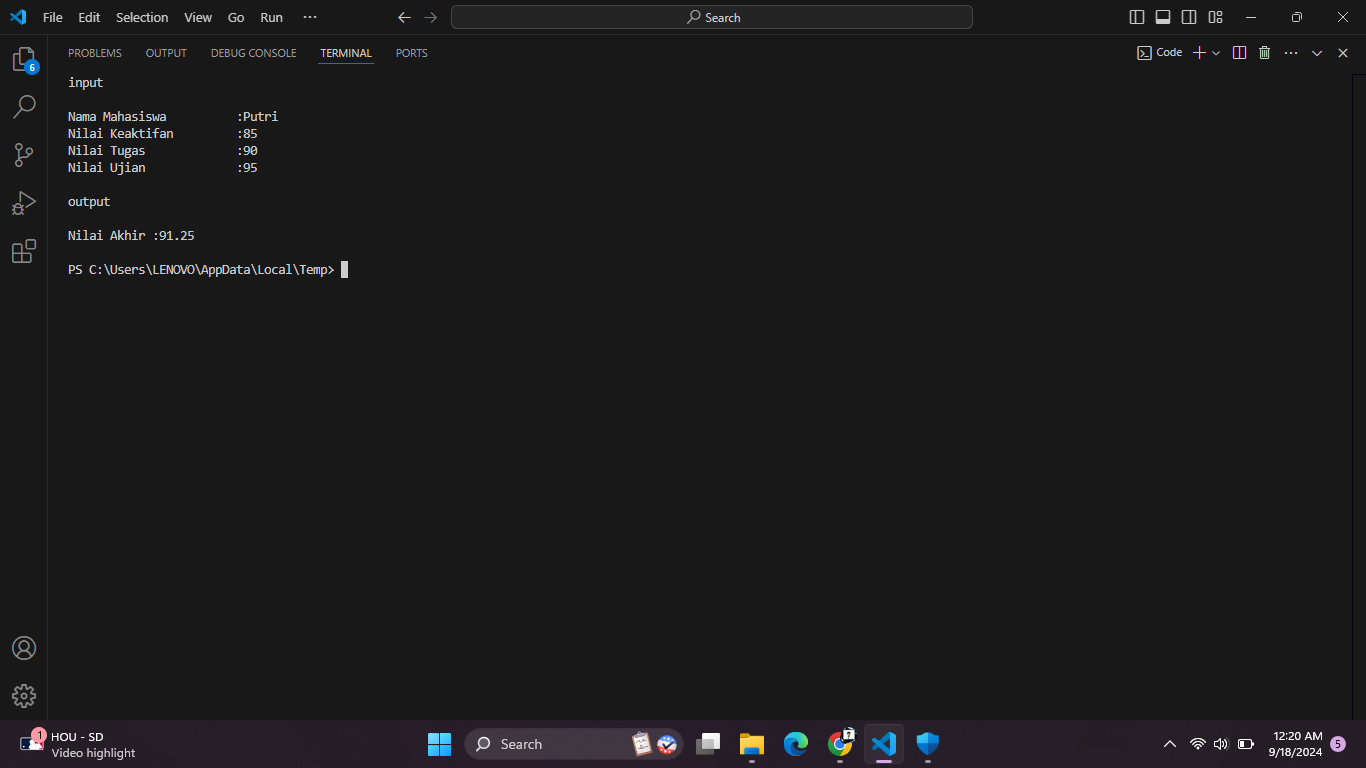 File Edit Selection View Go Run ···
Search
6
PROBLEMS OUTPUT DEBUG CONSOLE TERMINAL PORTS
Code
input
Nama Mahasiswa :Putri
Nilai Keaktifan :85
Nilai Tugas :90
Nilai Ujian :95
output
Nilai Akhir :91.25
PS C:\Users\LENOVO\AppData\Local\Temp>
1
HOU - SD
Video highlight
Search
?
12:20 AM
9/18/2024
5